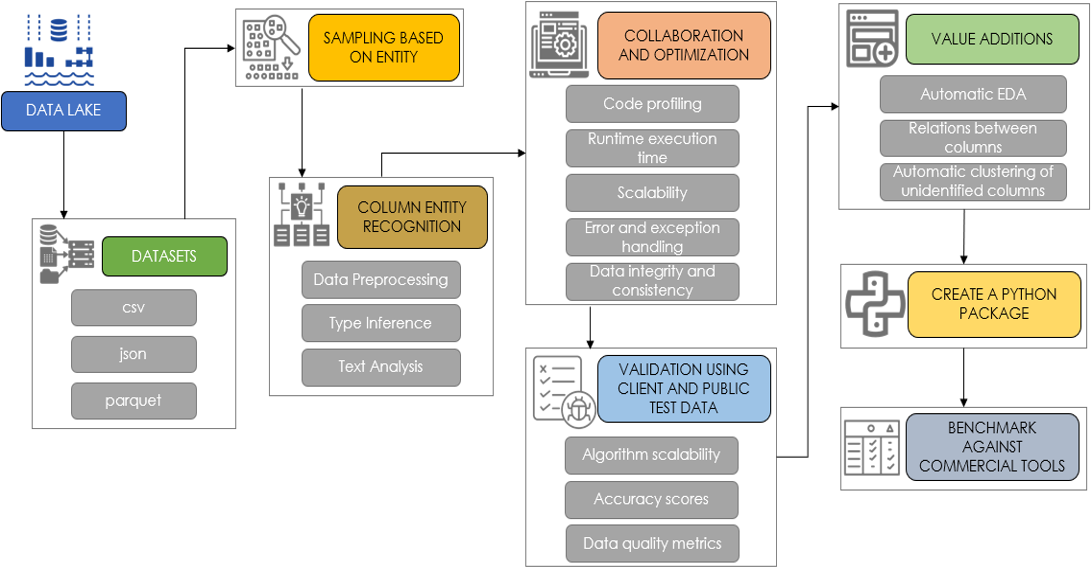 DATA LAKE
DATASETS
csv
json
parquet
SAMPLING BASED
ON ENTITY
COLUMN ENTITY
RECOGNITION
Data Preprocessing
Type Inference
Text Analysis
COLLABORATION
AND OPTIMIZATION
Code profiling
Runtime execution
time
Scalability
Error and exception
handling
Data integrity and
consistency
VALIDATION USING
CLIENT AND PUBLIC
TEST DATA
Algorithm scalability
Accuracy scores
Data quality metrics
VALUE ADDITIONS
Automatic EDA
Relations between
columns
Automatic clustering of
unidentified columns
CREATE A PYTHON
PACKAGE
BENCHMARK
AGAINST
COMMERCIAL TOOLS